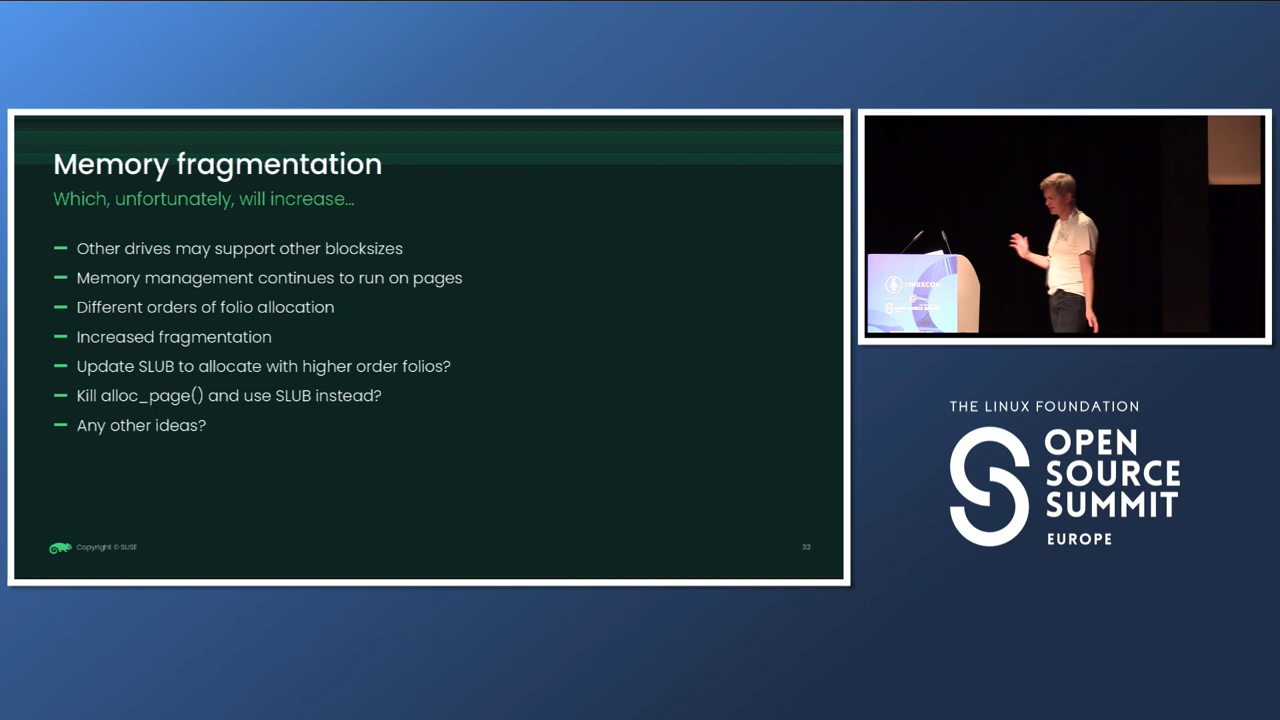 Memory fragmentation
Which, unfortunately, will increase...
Other drives may support other blocksizes
Memory management continues to run on pages
Different orders of folio allocation
Increased fragmentation
Update SLUB to allocate with higher order folios?
Kill alloc_page() and use SLUB instead?
Any other ideas?
Copyright © SUSE
32
LINUXCON
THE LINUX FOUNDATION
OPEN
SOURCE
SUMMIT
EUROPE